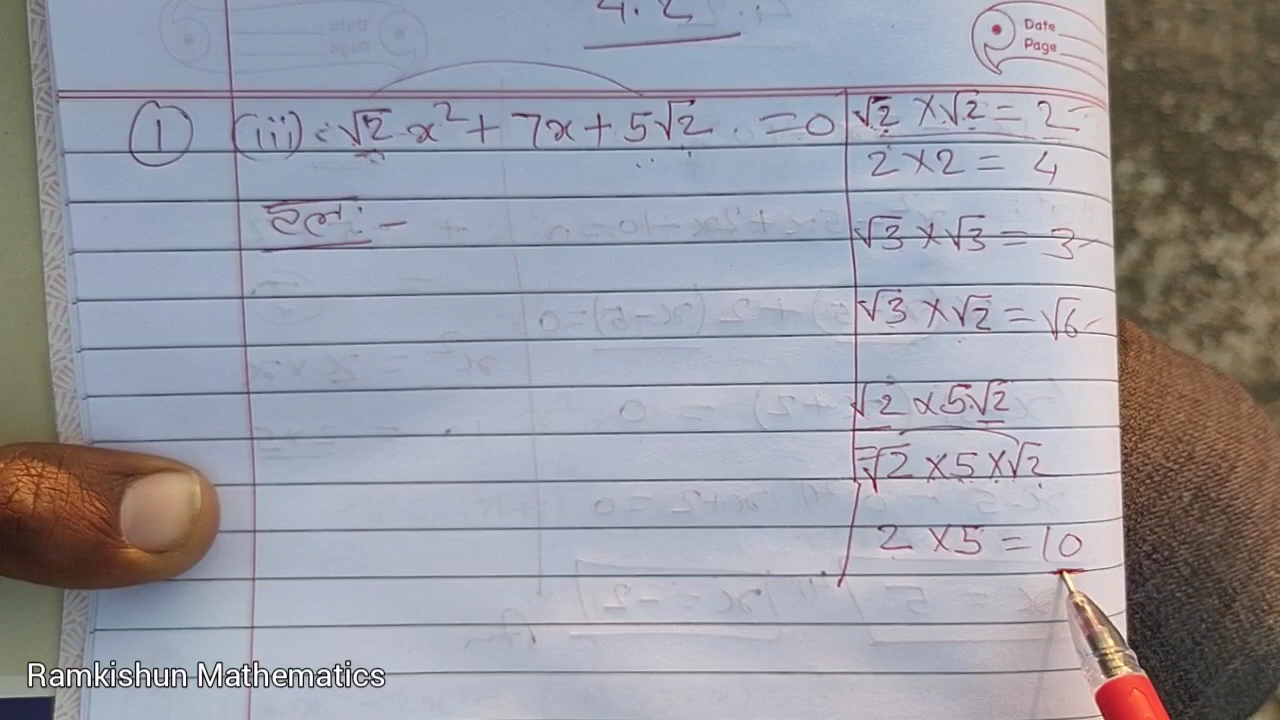 4.2
Date
Page
① (iii) √2 x² + 7x + 5√2 = 0
हल: –
√2 × √2 = 2
2 × 2 = 4
√3 × √3 = 3
√3 × √2 = √6
√2 × 5√2
= √2 × 5 × √2
2 × 5 = 10
Ramkishun Mathematics